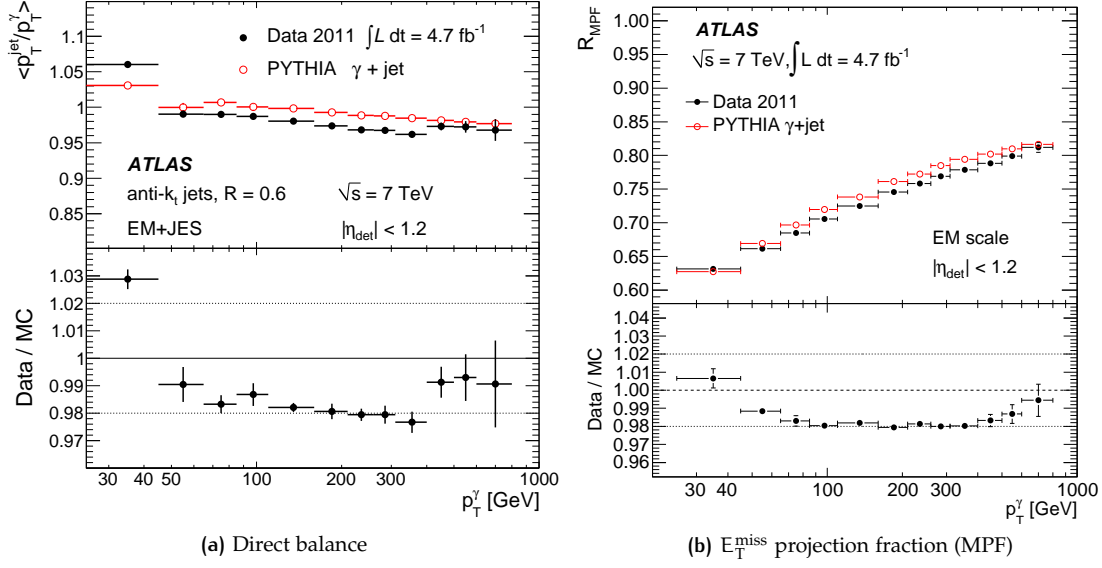 <p_T^jet/p_T^γ>
1.1
1.05
1
0.95
0.9
0.85
Data 2011 ∫L dt = 4.7 fb⁻¹
PYTHIA γ + jet
ATLAS
anti-k_t jets, R = 0.6 √s = 7 TeV
EM+JES |η_det| < 1.2
Data / MC
1.03
1.02
1.01
1
0.99
0.98
0.97
30 40 50 100 200 300 400 1000
p_T^γ [GeV]
(a) Direct balance
R_MPF
1.00
0.95
0.90
0.85
0.80
0.75
0.70
0.65
0.60
ATLAS
√s = 7 TeV,∫L dt = 4.7 fb⁻¹
Data 2011
PYTHIA γ+jet
EM scale
|η_det| < 1.2
Data / MC
1.04
1.02
1.00
0.99
0.98
0.96
30 40 100 200 300 1000
p_T^γ [GeV]
(b) E_T^miss projection fraction (MPF)